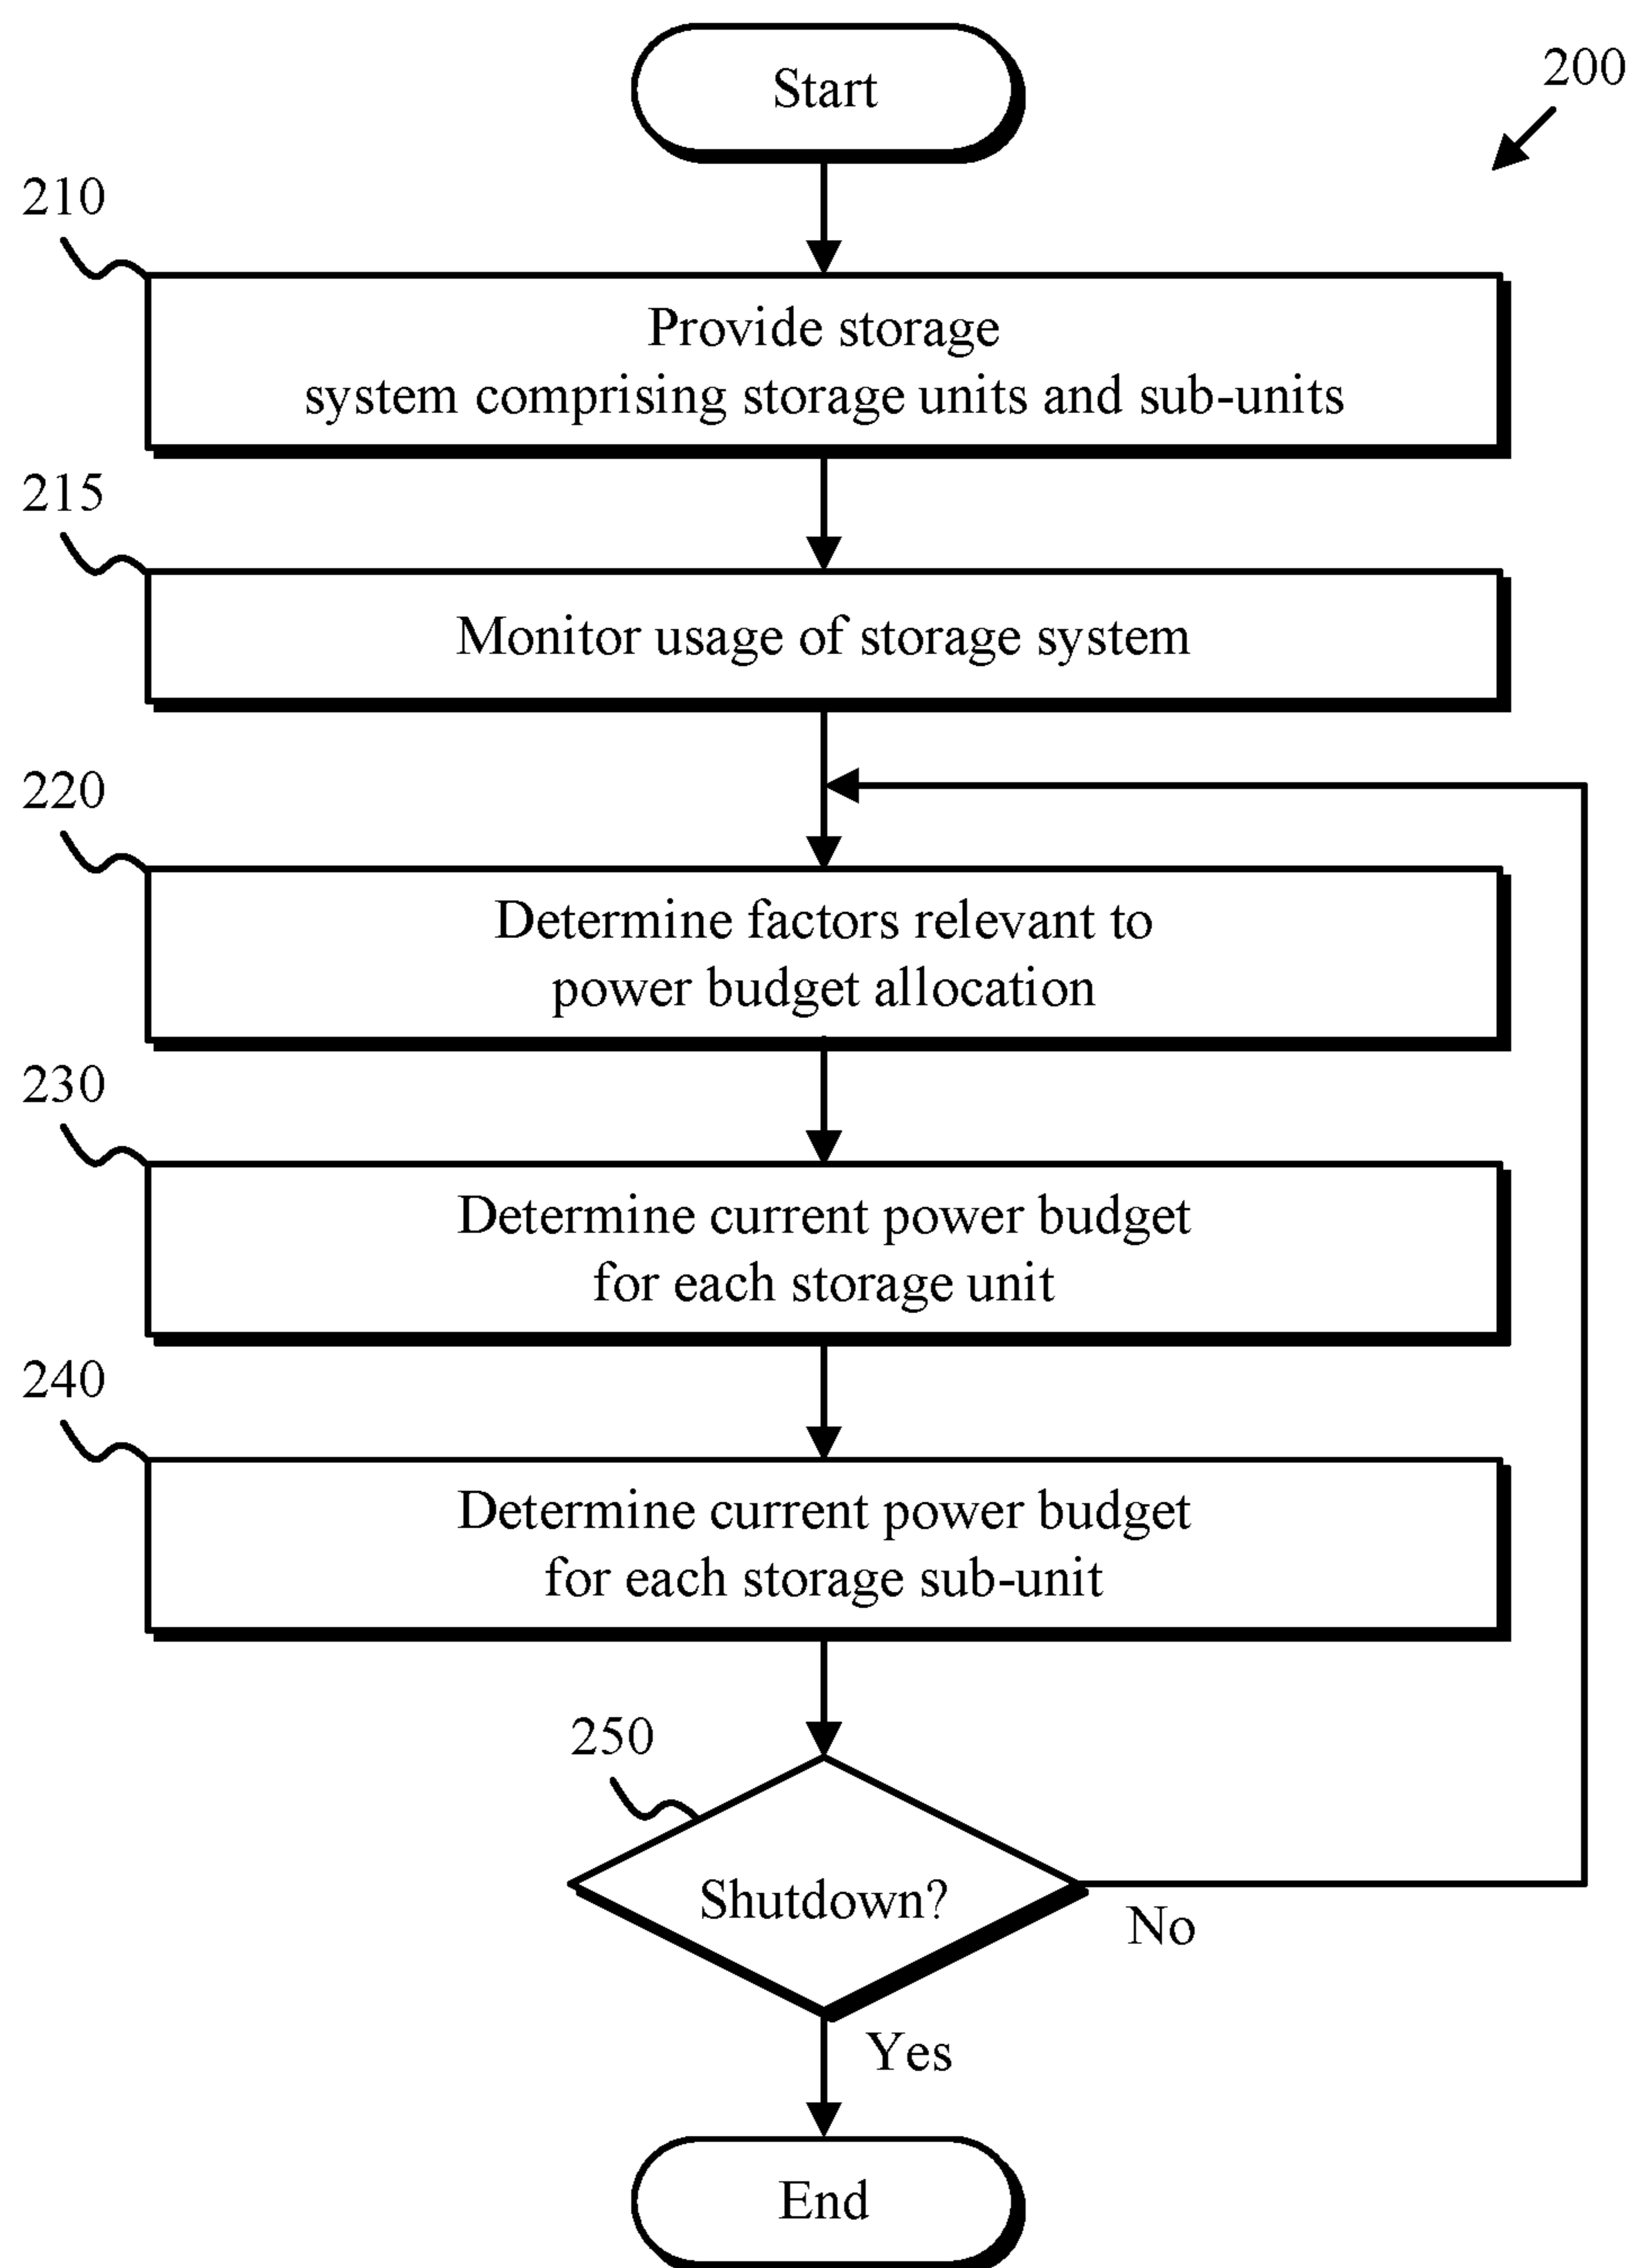 Start
200
210
Provide storage
system comprising storage units and sub-units
215
Monitor usage of storage system
220
Determine factors relevant to
power budget allocation
230
Determine current power budget
for each storage unit
240
Determine current power budget
for each storage sub-unit
250
Shutdown?
No
Yes
End